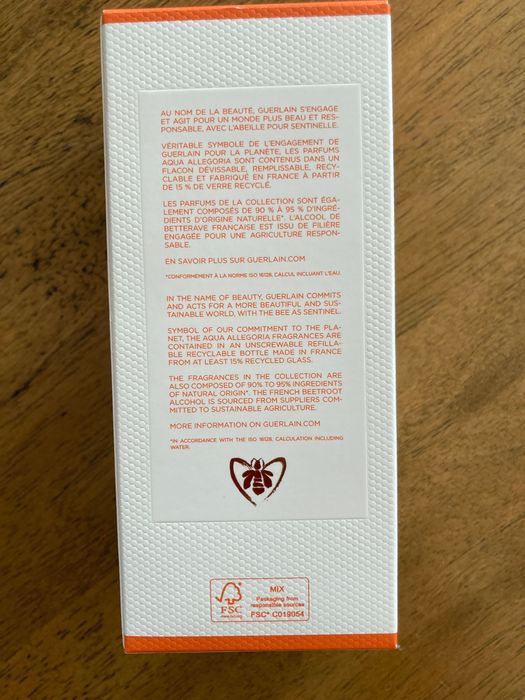 AU NOM DE LA BEAUTÉ, GUERLAIN S'ENGAGE
ET AGIT POUR UN MONDE PLUS BEAU ET RES-
PONSABLE, AVEC L'ABEILLE POUR SENTINELLE.
VÉRITABLE SYMBOLE DE L'ENGAGEMENT DE
GUERLAIN POUR LA PLANÈTE, LES PARFUMS
AQUA ALLEGORIA SONT CONTENUS DANS UN
FLACON DÉVISSABLE, REMPLISSABLE, RECY-
CLABLE ET FABRIQUÉ EN FRANCE À PARTIR
DE 15 % DE VERRE RECYCLÉ.
LES PARFUMS DE LA COLLECTION SONT ÉGA-
LEMENT COMPOSÉS DE 90 % À 95 % D'INGRÉ-
DIENTS D'ORIGINE NATURELLE*. L'ALCOOL DE
BETTERAVE FRANÇAISE EST ISSU DE FILIÈRE
ENGAGÉE POUR UNE AGRICULTURE RESPON-
SABLE.
EN SAVOIR PLUS SUR GUERLAIN.COM
*CONFORMÉMENT À LA NORME ISO 16128, CALCUL INCLUANT L'EAU.
IN THE NAME OF BEAUTY, GUERLAIN COMMITS
AND ACTS FOR A MORE BEAUTIFUL AND SUS-
TAINABLE WORLD, WITH THE BEE AS SENTINEL.
SYMBOL OF OUR COMMITMENT TO THE PLA-
NET, THE AQUA ALLEGORIA FRAGRANCES ARE
CONTAINED IN AN UNSCREWABLE REFILLA-
BLE RECYCLABLE BOTTLE MADE IN FRANCE
FROM AT LEAST 15% RECYCLED GLASS.
THE FRAGRANCES IN THE COLLECTION ARE
ALSO COMPOSED OF 90% TO 95% INGREDIENTS
OF NATURAL ORIGIN*. THE FRENCH BEETROOT
ALCOHOL IS SOURCED FROM SUPPLIERS COM-
MITTED TO SUSTAINABLE AGRICULTURE.
MORE INFORMATION ON GUERLAIN.COM
*IN ACCORDANCE WITH THE ISO 16128, CALCULATION INCLUDING
WATER.
FSC
www.fsc.org
MIX
Packaging from
responsible sources
FSC® C019054